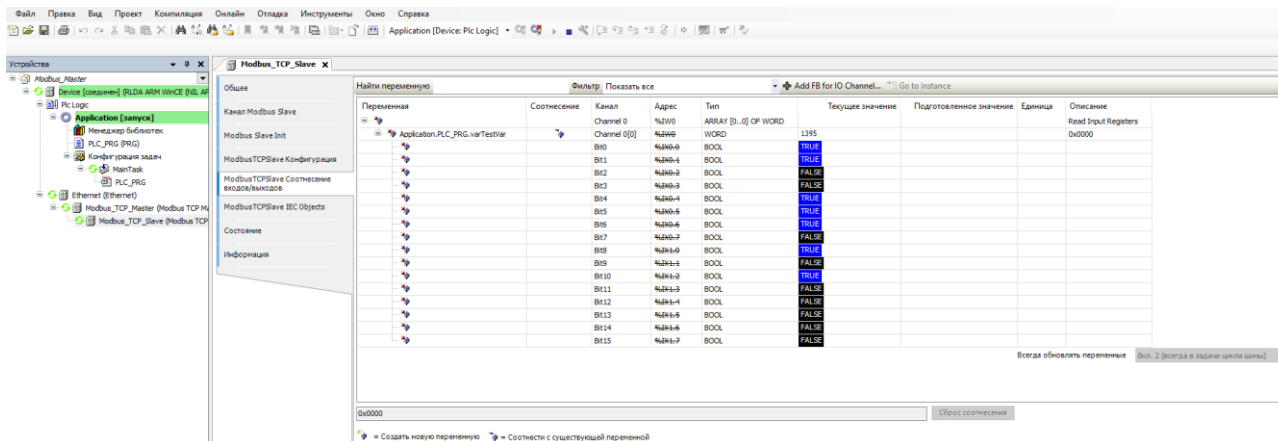 Файл Правка Вид Проект Компиляция Онлайн Отладка Инструменты Окно Справка
Application [Device: Plc Logic]
Устройства
Modbus_TCP_Slave
Modbus_Master
Device [соединен] (RLDA ARM WinCE (NIL AF
Plc Logic
Application [запуск]
Менеджер библиотек
PLC_PRG (PRG)
Конфигурация задач
MainTask
PLC_PRG
Ethernet (Ethernet)
Modbus_TCP_Master (Modbus TCP Ma
Modbus_TCP_Slave (Modbus TCP
Общее
Канал Modbus Slave
Modbus Slave Init
ModbusTCPSlave Конфигурация
ModbusTCPSlave Соотнесение
входов/выходов
ModbusTCPSlave IEC Objects
Состояние
Информация
Найти переменную Фильтр Показать все Add FB for IO Channel... Go to Instance
Переменная Соотнесение Канал Адрес Тип Текущее значение Подготовленное значение Единица Описание
Channel 0 %IW0 ARRAY [0..0] OF WORD Read Input Registers
Application.PLC_PRG.varTestVar Channel 0[0] %IW0 WORD 1395 0x0000
Bit0 %IX0.0 BOOL TRUE
Bit1 %IX0.1 BOOL TRUE
Bit2 %IX0.2 BOOL FALSE
Bit3 %IX0.3 BOOL FALSE
Bit4 %IX0.4 BOOL TRUE
Bit5 %IX0.5 BOOL TRUE
Bit6 %IX0.6 BOOL TRUE
Bit7 %IX0.7 BOOL FALSE
Bit8 %IX1.0 BOOL TRUE
Bit9 %IX1.1 BOOL FALSE
Bit10 %IX1.2 BOOL TRUE
Bit11 %IX1.3 BOOL FALSE
Bit12 %IX1.4 BOOL FALSE
Bit13 %IX1.5 BOOL FALSE
Bit14 %IX1.6 BOOL FALSE
Bit15 %IX1.7 BOOL FALSE
Всегда обновлять переменные Вкл. 2 (всегда в задаче цикла шины)
0x0000 Сброс соотнесения
= Создать новую переменную = Соотнести с существующей переменной